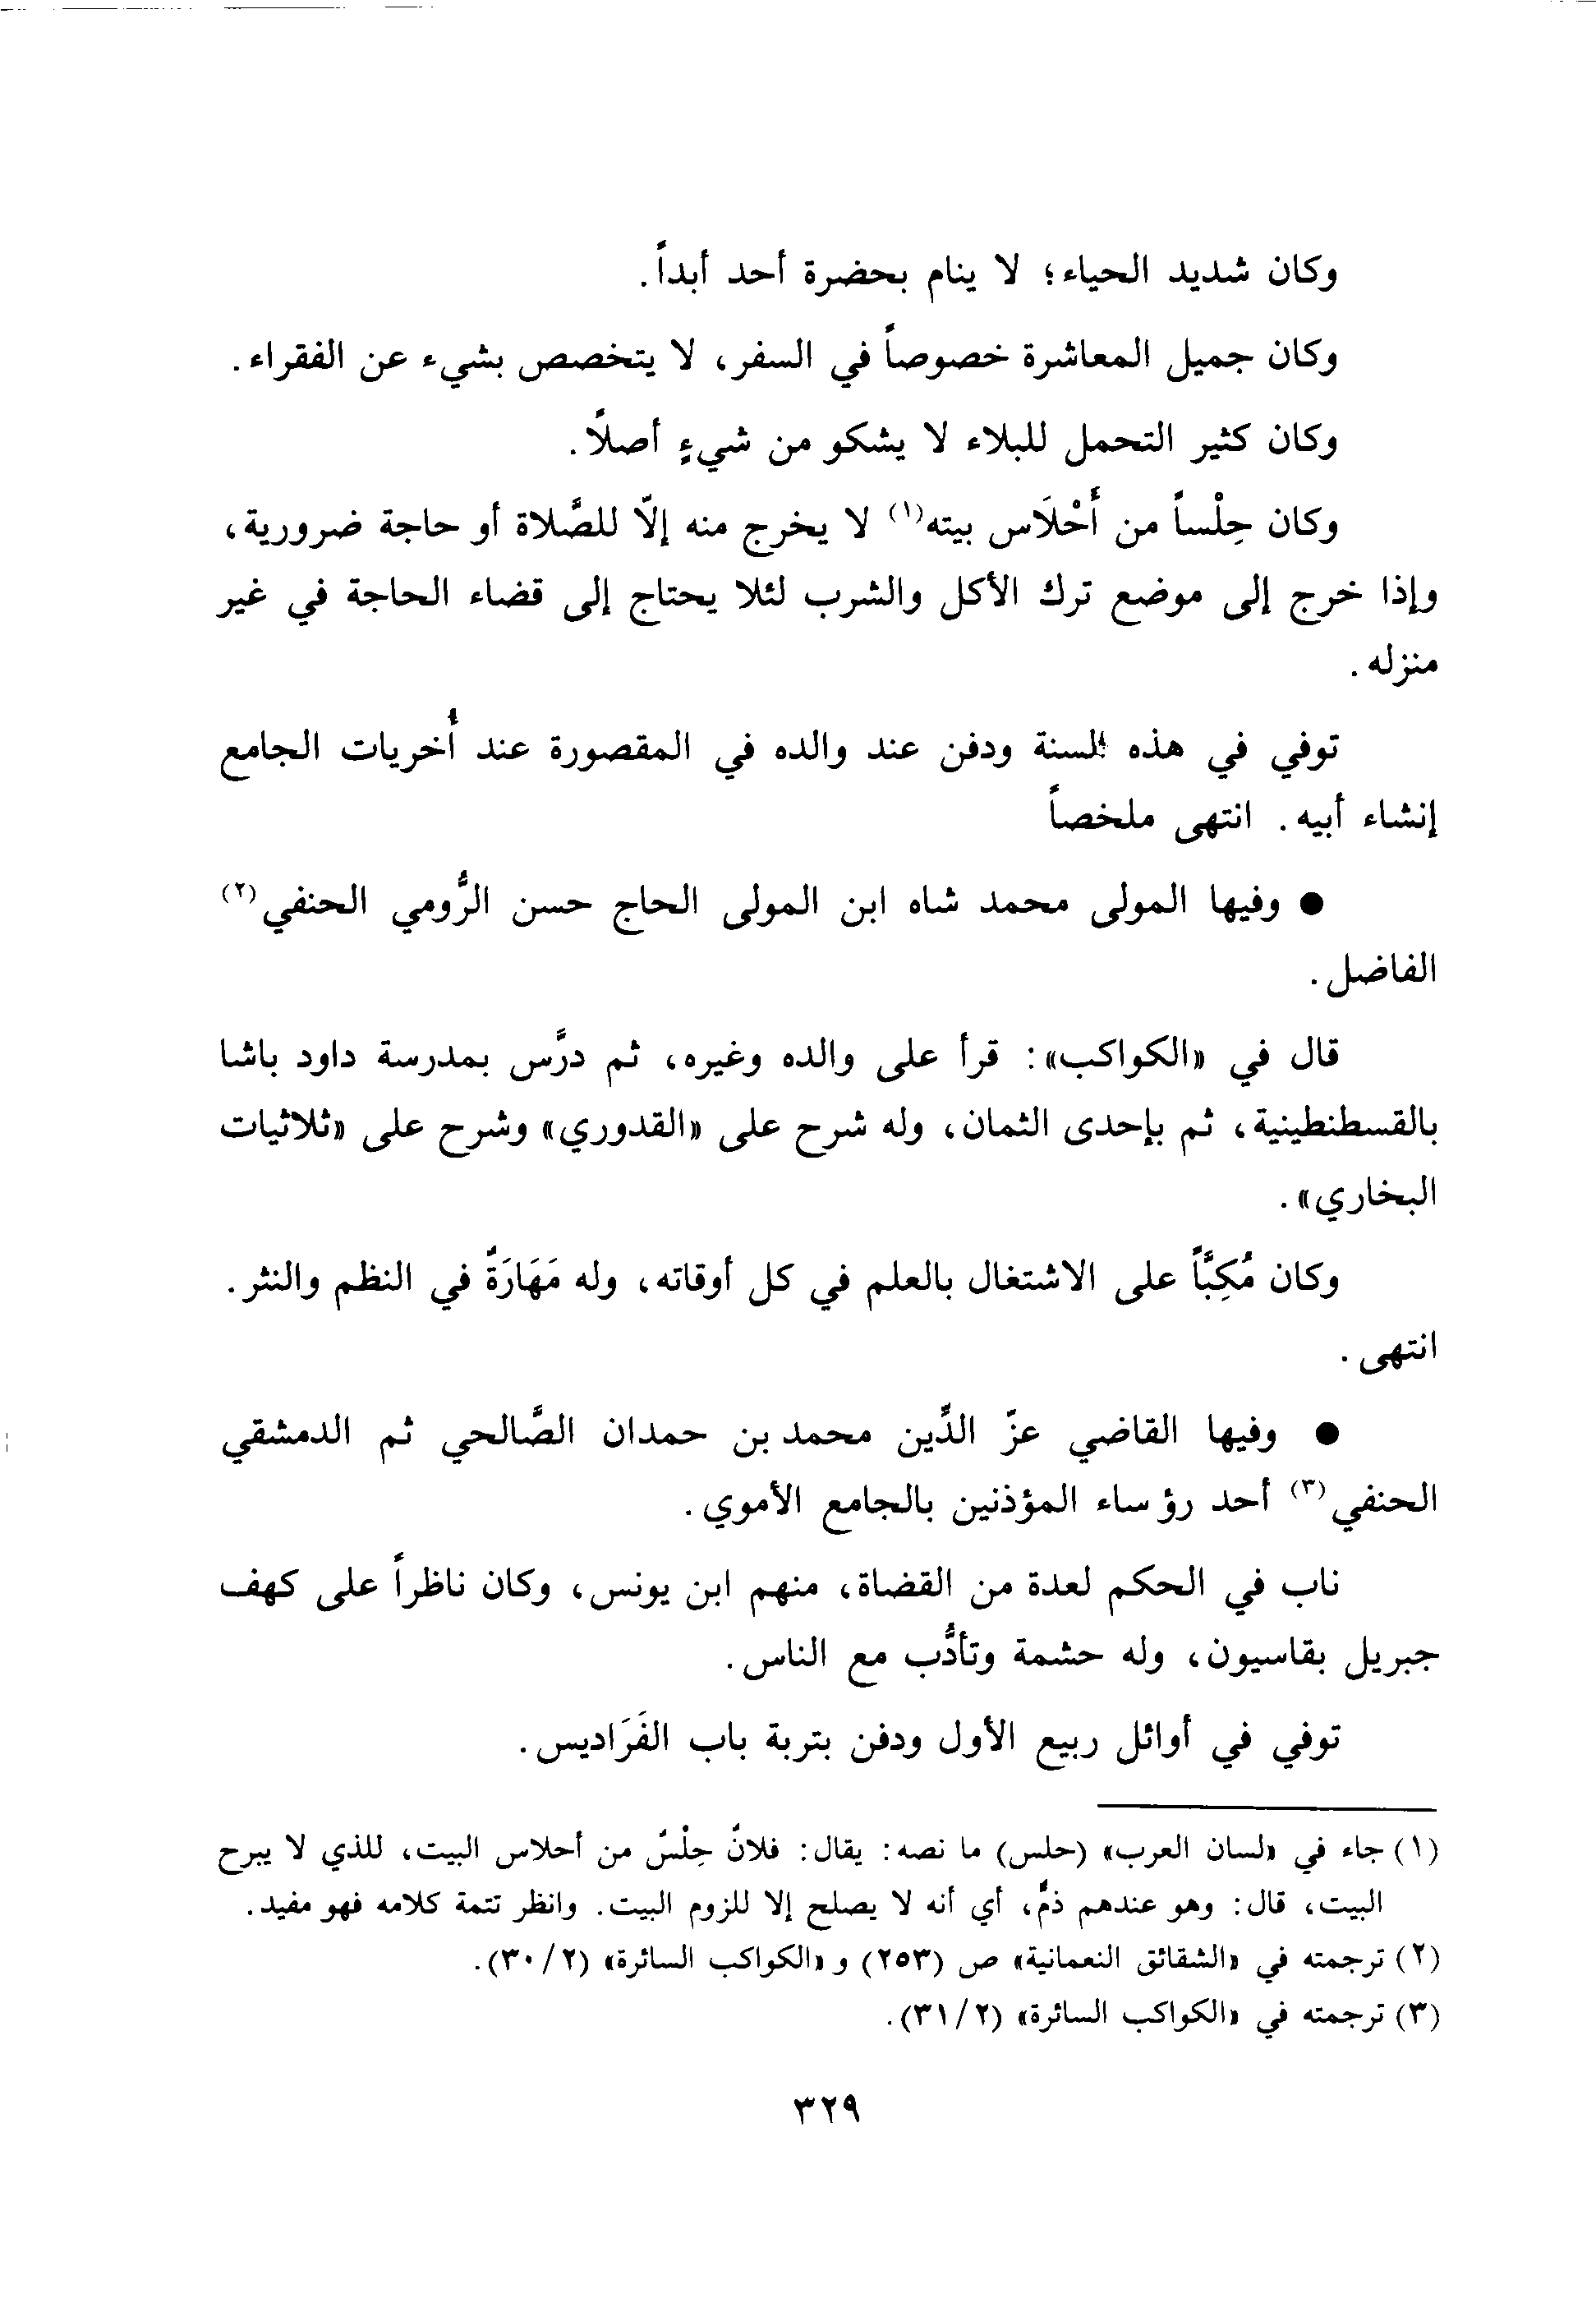 وكان شديد الحياء؛ لا ينام بحضرة أحد أبداً.
وكان جميل المعاشرة خصوصاً في السفر، لا يتخصص بشيء عن الفقراء.
وكان كثير التحمل للبلاء لا يشكو من شيءٍ أصلاً.
وكان حِلْساً من أَحْلَاس بيته(١) لا يخرج منه إلّا للصَّلاة أو حاجة ضرورية،
وإذا خرج إلى موضع ترك الأكل والشرب لئلا يحتاج إلى قضاء الحاجة في غير
منزله.
توفي في هذه السنة ودفن عند والده في المقصورة عند أُخريات الجامع
إنشاء أبيه. انتهى ملخصاً
● وفيها المولى محمد شاه ابن المولى الحاج حسن الرُّومي الحنفي(٢)
الفاضل.
قال في «الكواكب»: قرأ على والده وغيره، ثم درَّس بمدرسة داود باشا
بالقسطنطينية، ثم بإحدى الثمان، وله شرح على «القدوري» وشرح على «ثلاثيات
البخاري».
وكان مُكِبَّاً على الاشتغال بالعلم في كل أوقاته، وله مَهَارَةٌ في النظم والنثر.
انتهى.
● وفيها القاضي عزّ الدِّين محمد بن حمدان الصَّالحي ثم الدمشقي
الحنفي(٣) أحد رؤساء المؤذنين بالجامع الأموي.
ناب في الحكم لعدة من القضاة، منهم ابن يونس، وكان ناظراً على كهف
جبريل بقاسيون، وله حشمة وتأدُّب مع الناس.
توفي في أوائل ربيع الأول ودفن بتربة باب الفَرَاديس.
(١) جاء في «لسان العرب» (حلس) ما نصه: يقال: فلانٌ حِلْسٌ من أحلاس البيت، للذي لا يبرح
البيت، قال: وهو عندهم ذمٌّ، أي أنه لا يصلح إلا للزوم البيت. وانظر تتمة كلامه فهو مفيد.
(٢) ترجمته في «الشقائق النعمانية» ص (٢٥٣) و «الكواكب السائرة» (٢/ ٣٠).
(٣) ترجمته في «الكواكب السائرة» (٢/ ٣١).
٣٢٩